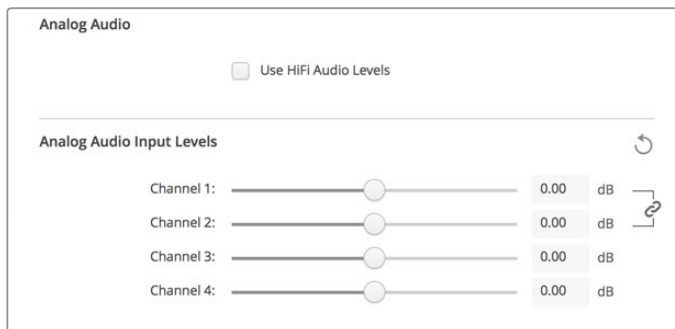 Analog Audio
Use HiFi Audio Levels
Analog Audio Input Levels
Channel 1: 0.00 dB
Channel 2: 0.00 dB
Channel 3: 0.00 dB
Channel 4: 0.00 dB